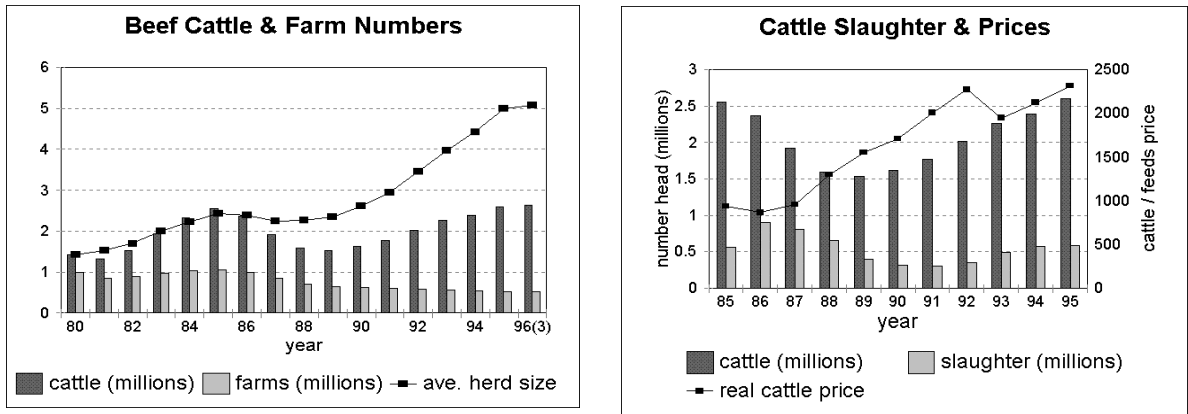 Beef Cattle & Farm Numbers
6
5
4
3
2
1
0
80 82 84 86 88 90 92 94 96(3)
year
cattle (millions) farms (millions) ave. herd size
Cattle Slaughter & Prices
number head (millions)
3
2.5
2
1.5
1
0.5
0
2500
2000
1500
1000
500
0
cattle / feeds price
85 86 87 88 89 90 91 92 93 94 95
year
cattle (millions) slaughter (millions)
real cattle price